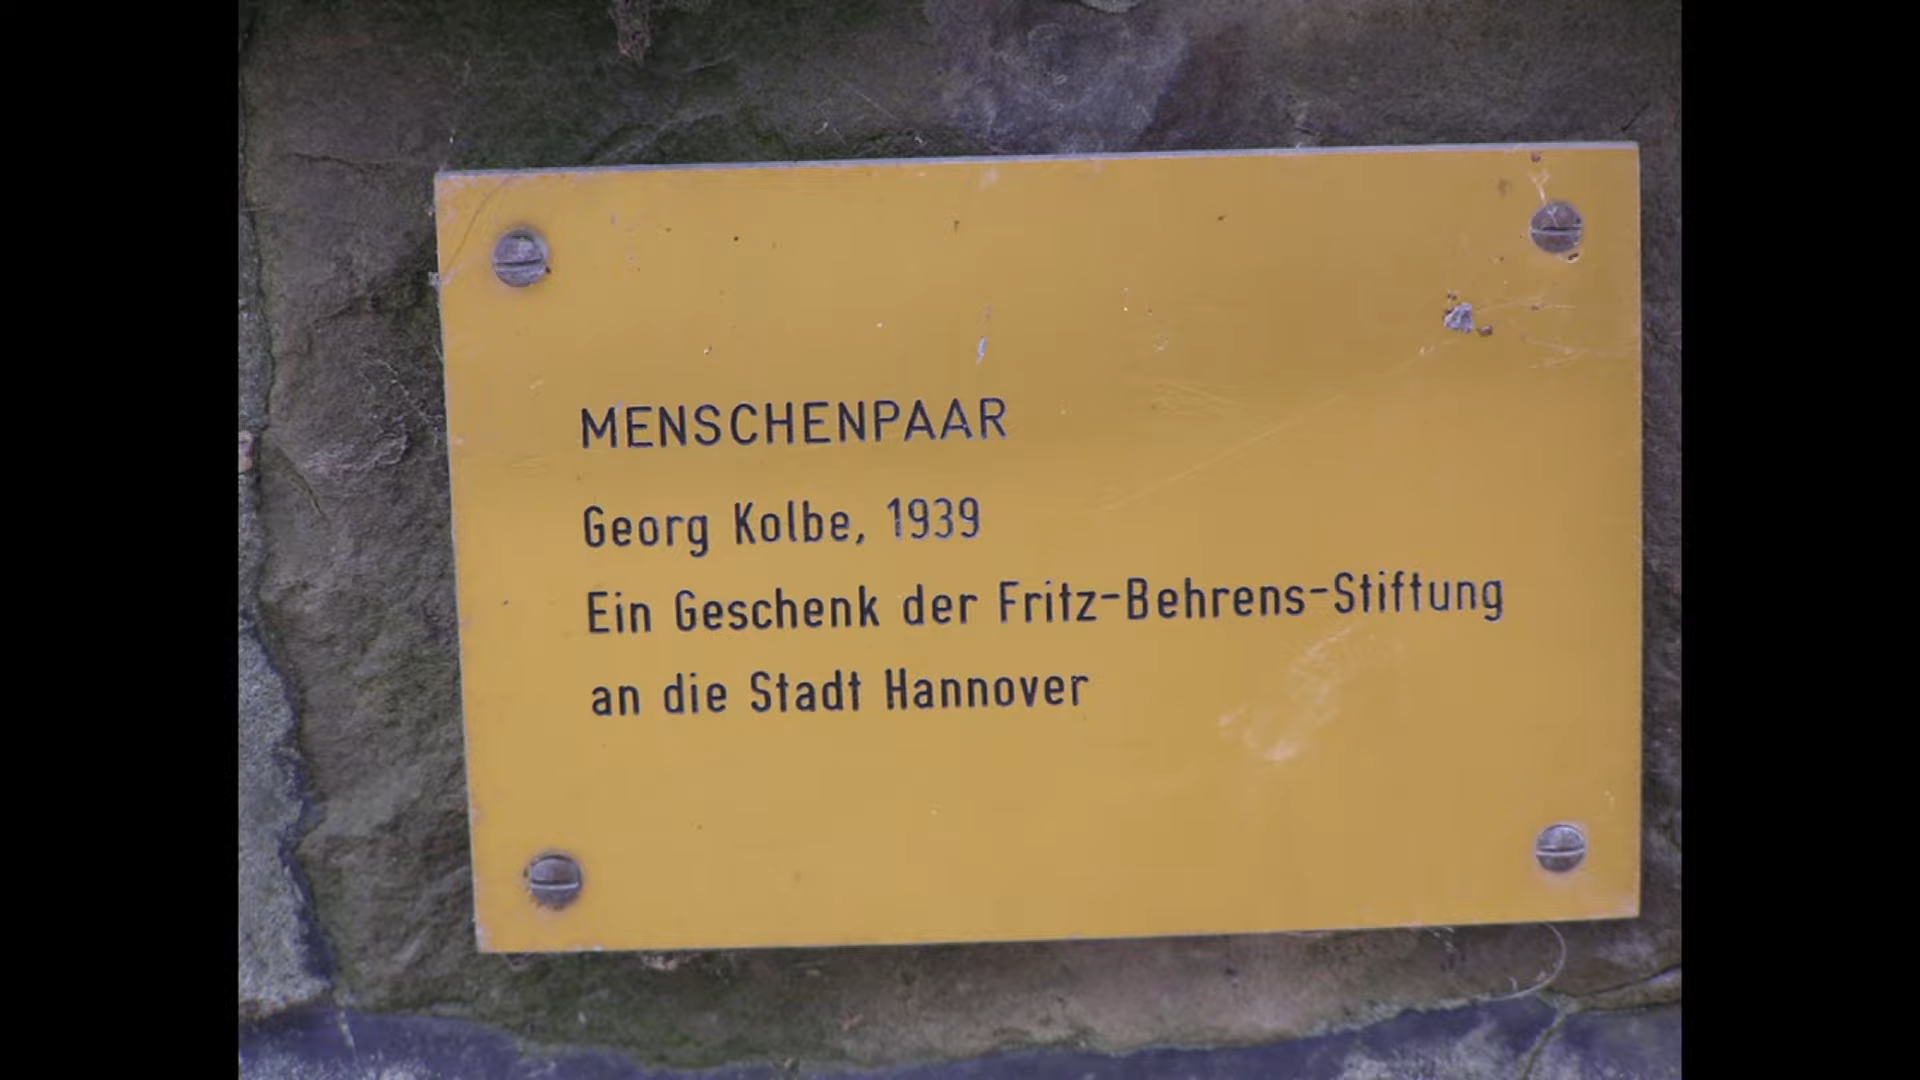 MENSCHENPAAR
Georg Kolbe, 1939
Ein Geschenk der Fritz-Behrens-Stiftung
an die Stadt Hannover